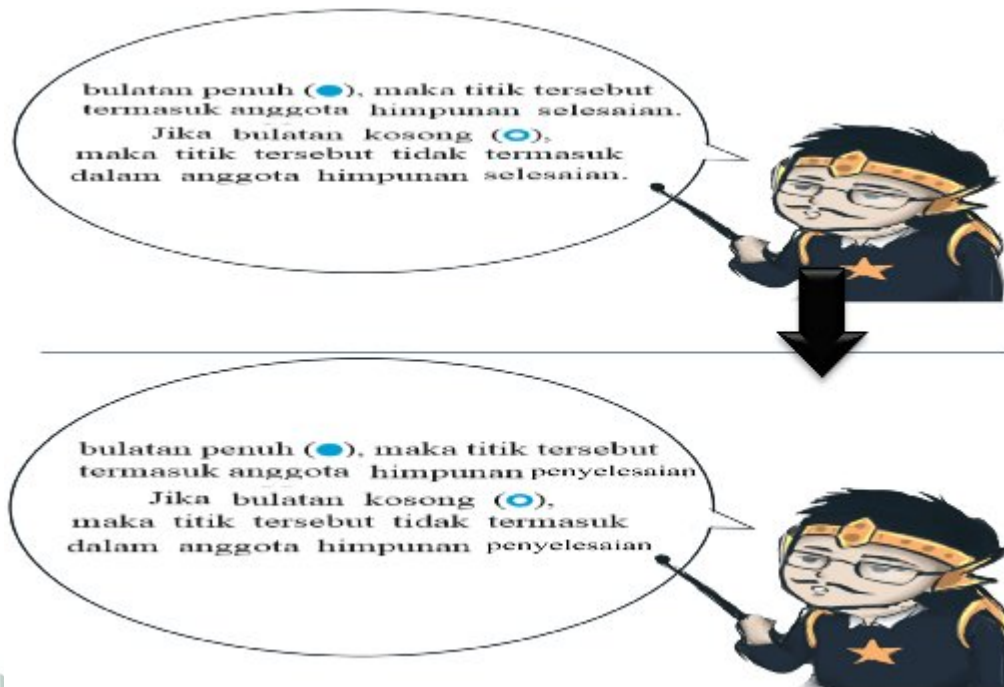 bulatan penuh (●), maka titik tersebut
termasuk anggota himpunan selesaian.
Jika bulatan kosong (○),
maka titik tersebut tidak termasuk
dalam anggota himpunan selesaian.
bulatan penuh (●), maka titik tersebut
termasuk anggota himpunan penyelesaian
Jika bulatan kosong (○),
maka titik tersebut tidak termasuk
dalam anggota himpunan penyelesaian